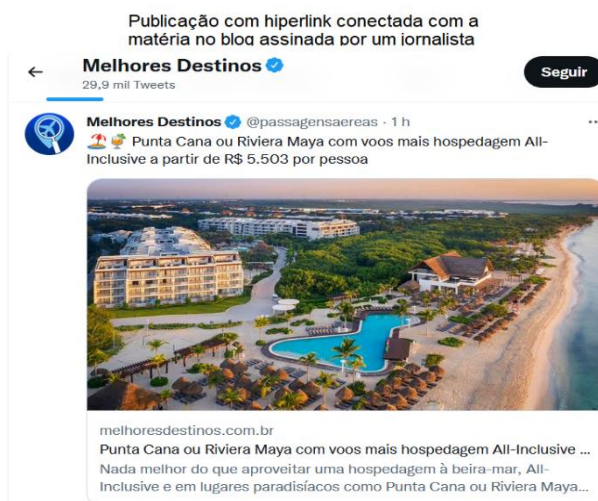 Publicação com hiperlink conectada com a
matéria no blog assinada por um jornalista
Melhores Destinos
29,9 mil Tweets
Seguir
Melhores Destinos @passagensaereas · 1 h
🏖️🍹 Punta Cana ou Riviera Maya com voos mais hospedagem All-
Inclusive a partir de R$ 5.503 por pessoa
melhoresdestinos.com.br
Punta Cana ou Riviera Maya com voos mais hospedagem All-Inclusive ...
Nada melhor do que aproveitar uma hospedagem à beira-mar, All-
Inclusive e em lugares paradisíacos como Punta Cana ou Riviera Maya...